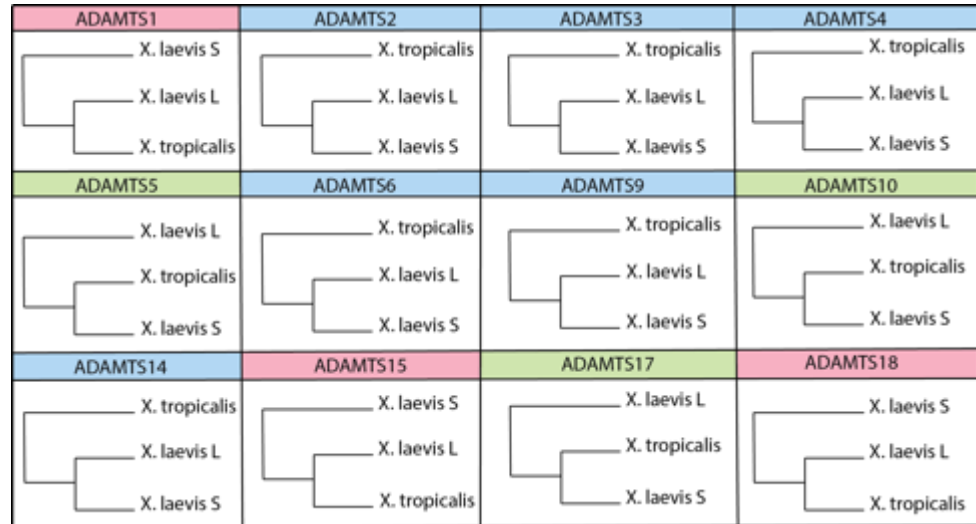 ADAMTS1
X. laevis S
X. laevis L
X. tropicalis
ADAMTS2
X. tropicalis
X. laevis L
X. laevis S
ADAMTS3
X. tropicalis
X. laevis L
X. laevis S
ADAMTS4
X. tropicalis
X. laevis L
X. laevis S
ADAMTS5
X. laevis L
X. tropicalis
X. laevis S
ADAMTS6
X. tropicalis
X. laevis L
X. laevis S
ADAMTS9
X. tropicalis
X. laevis L
X. laevis S
ADAMTS10
X. laevis L
X. tropicalis
X. laevis S
ADAMTS14
X. tropicalis
X. laevis L
X. laevis S
ADAMTS15
X. laevis S
X. laevis L
X. tropicalis
ADAMTS17
X. laevis L
X. tropicalis
X. laevis S
ADAMTS18
X. laevis S
X. laevis L
X. tropicalis